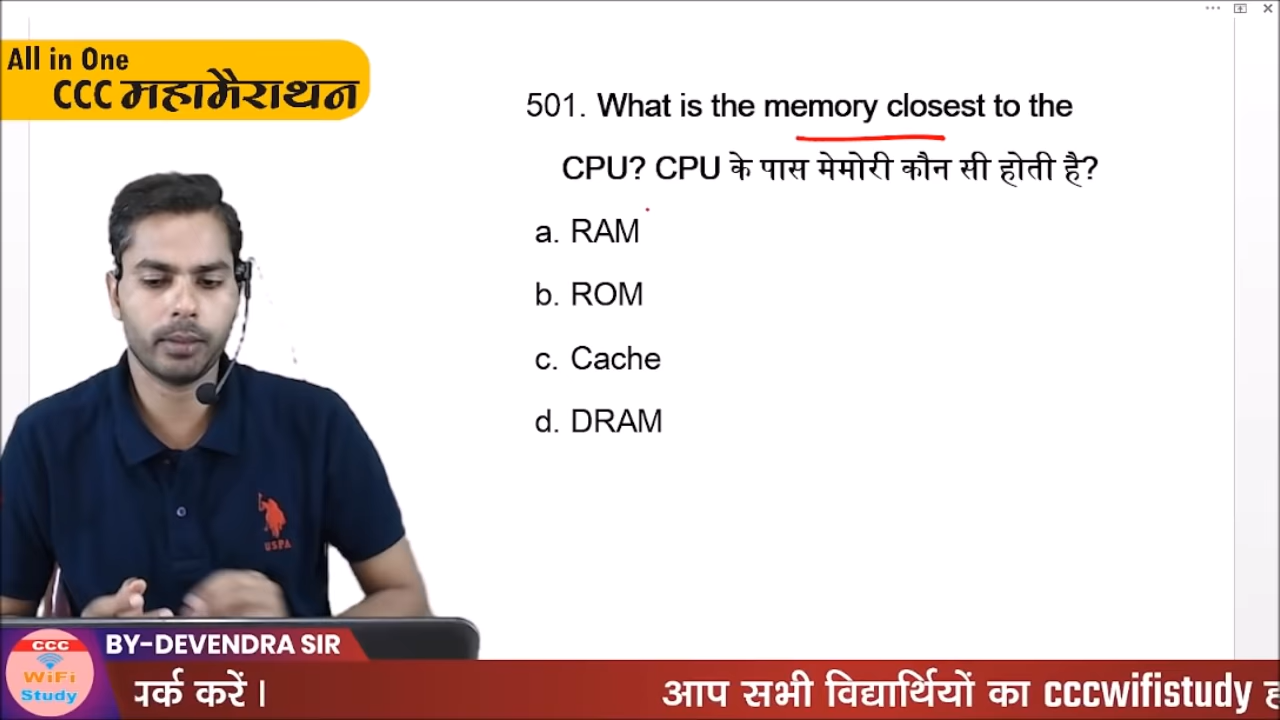 All in One
CCC महामैराथन
501. What is the memory closest to the
CPU? CPU के पास मेमोरी कौन सी होती है?
a. RAM
b. ROM
c. Cache
d. DRAM
USPA
CCC
WiFi
Study
BY-DEVENDRA SIR
पर्क करें ।
आप सभी विद्यार्थियों का cccwifistudy ह